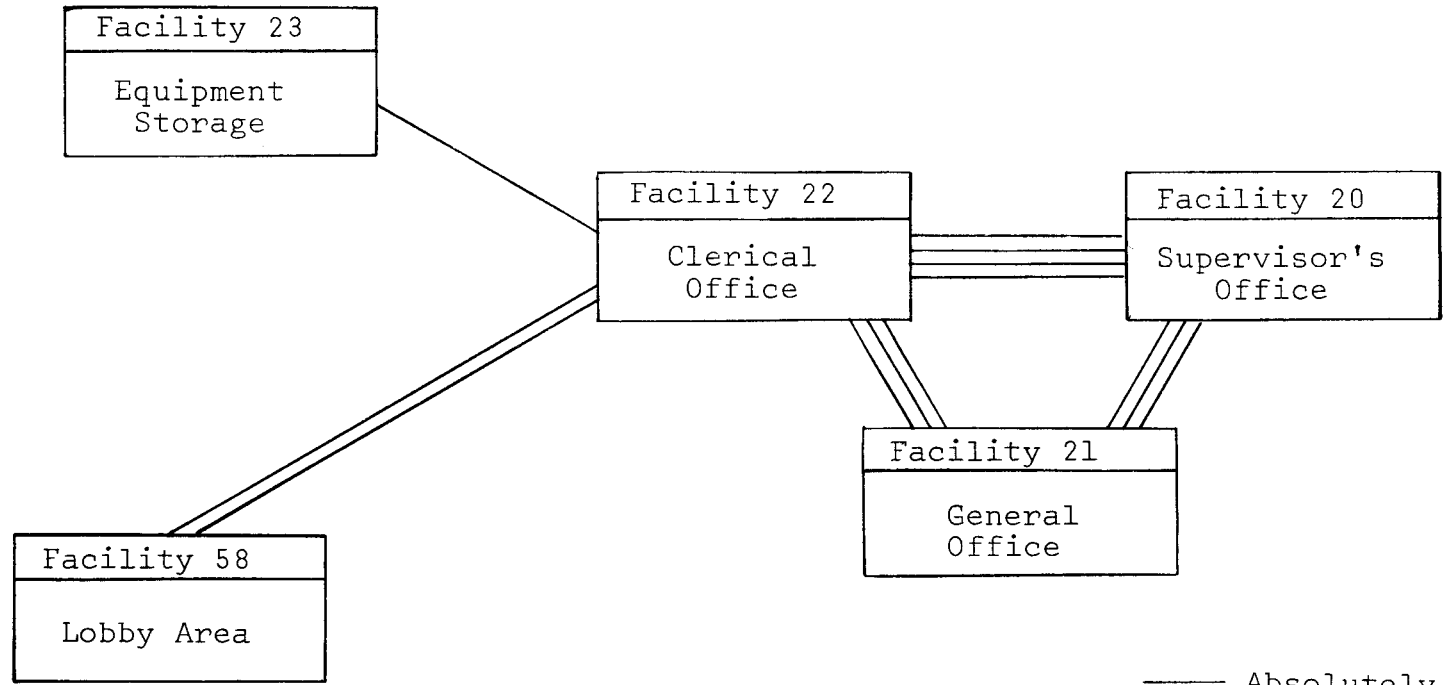 Facility 23
Equipment
Storage
Facility 22
Clerical
Office
Facility 20
Supervisor's
Office
Facility 21
General
Office
Facility 58
Lobby Area
Absolutely